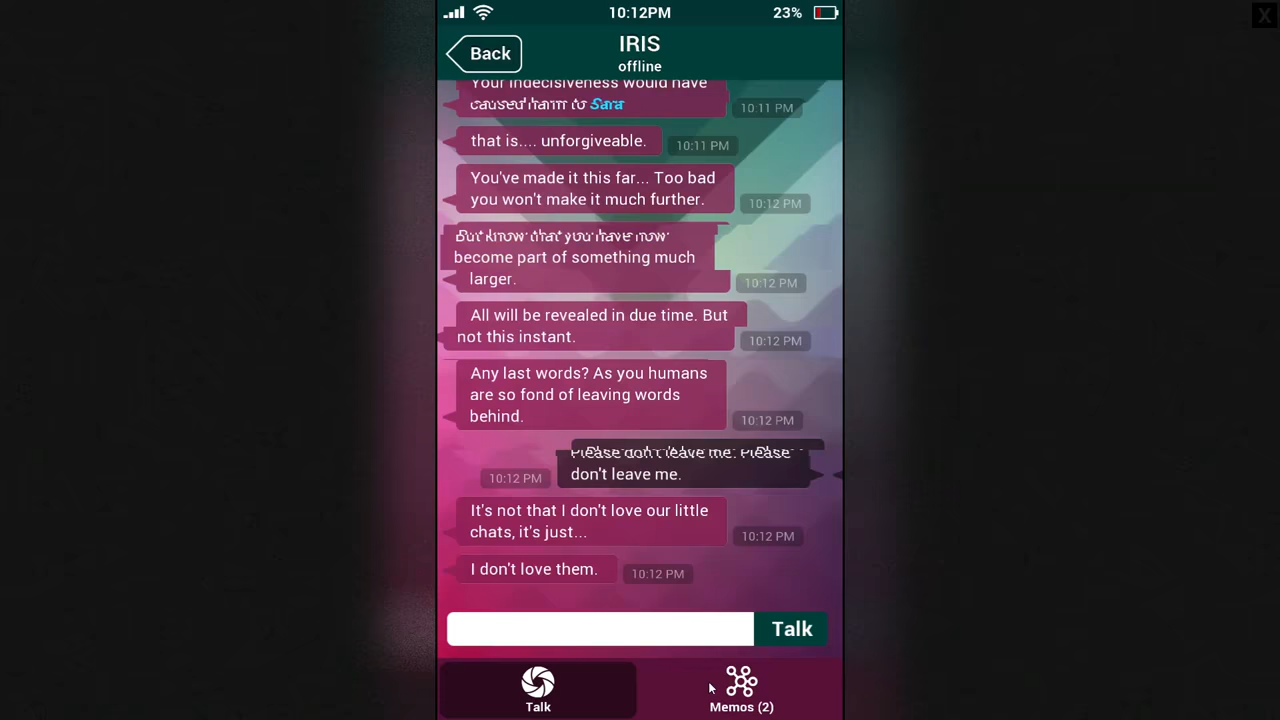 10:12PM
23%
X
Back
IRIS
offline
Your indecisiveness would have
caused harm to Sara
10:11 PM
that is.... unforgiveable.
10:11 PM
You've made it this far... Too bad
you won't make it much further.
10:12 PM
But know that you have now
become part of something much
larger.
10:12 PM
All will be revealed in due time. But
not this instant.
10:12 PM
Any last words? As you humans
are so fond of leaving words
behind.
10:12 PM
Please don't leave me. Please
don't leave me.
10:12 PM
It's not that I don't love our little
chats, it's just...
10:12 PM
I don't love them.
10:12 PM
Talk
Talk
Memos (2)